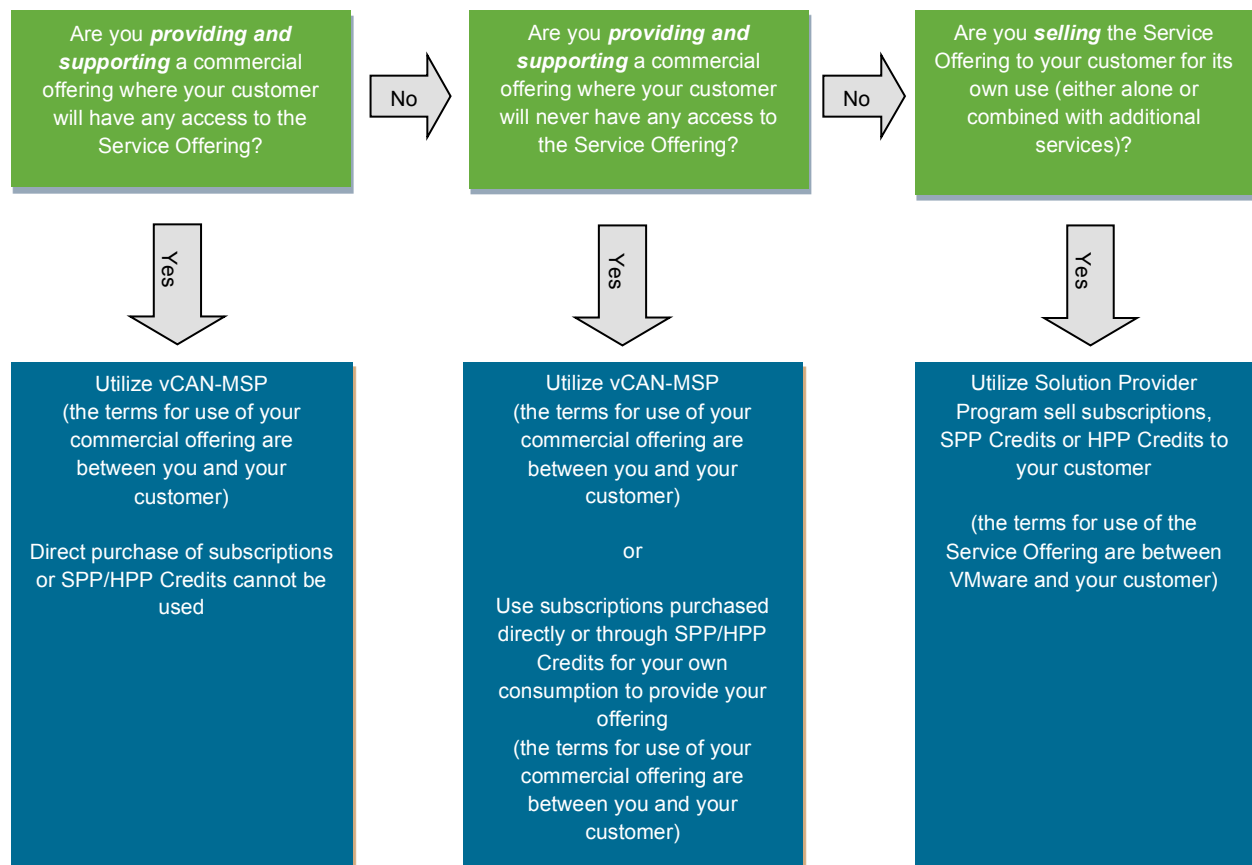 Are you providing and
supporting a commercial
offering where your customer
will have any access to the
Service Offering?
No
Are you providing and
supporting a commercial
offering where your customer
will never have any access to
the Service Offering?
No
Are you selling the Service
Offering to your customer for its
own use (either alone or
combined with additional
services)?
Yes
Yes
Yes
Utilize vCAN-MSP
(the terms for use of your
commercial offering are
between you and your
customer)
Direct purchase of subscriptions
or SPP/HPP Credits cannot be
used
Utilize vCAN-MSP
(the terms for use of your
commercial offering are
between you and your
customer)
or
Use subscriptions purchased
directly or through SPP/HPP
Credits for your own
consumption to provide your
offering
(the terms for use of your
commercial offering are
between you and your
customer)
Utilize Solution Provider
Program sell subscriptions,
SPP Credits or HPP Credits to
your customer
(the terms for use of the
Service Offering are between
VMware and your customer)